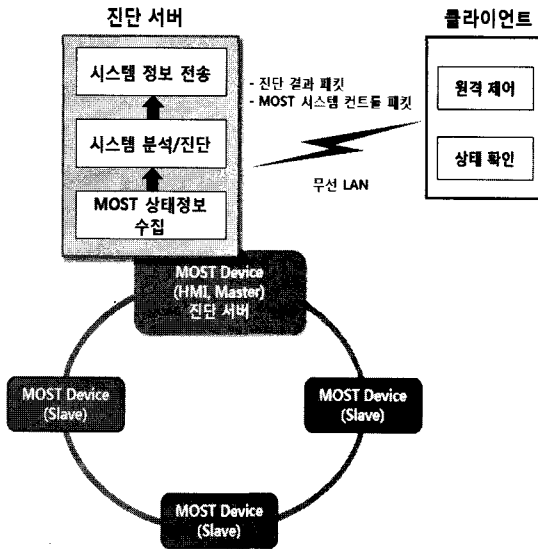 진단 서버
클라이언트
시스템 정보 전송
시스템 분석/진단
MOST 상태정보
수집
- 진단 결과 패킷
- MOST 시스템 컨트롤 패킷
무선 LAN
원격 제어
상태 확인
MOST Device
(HMI, Master)
진단 서버
MOST Device
(Slave)
MOST Device
(Slave)
MOST Device
(Slave)